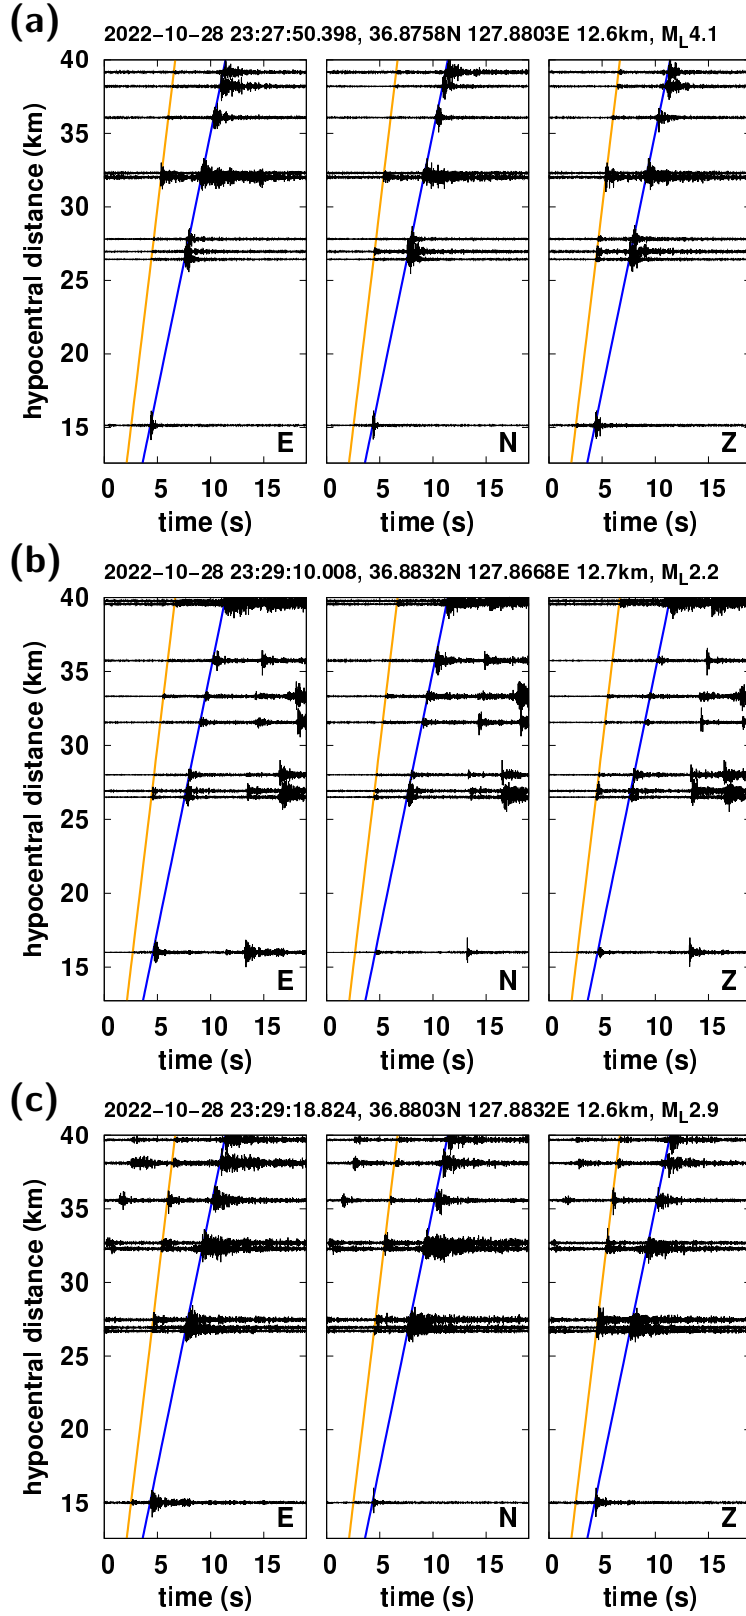 (a)
2022−10−28 23:27:50.398, 36.8758N 127.8803E 12.6km, ML4.1
hypocentral distance (km)
40
35
30
25
20
15
E N Z
0 5 10 15 0 5 10 15 0 5 10 15
time (s) time (s) time (s)
(b)
2022−10−28 23:29:10.008, 36.8832N 127.8668E 12.7km, ML2.2
hypocentral distance (km)
40
35
30
25
20
15
E N Z
0 5 10 15 0 5 10 15 0 5 10 15
time (s) time (s) time (s)
(c)
2022−10−28 23:29:18.824, 36.8803N 127.8832E 12.6km, ML2.9
hypocentral distance (km)
40
35
30
25
20
15
E N Z
0 5 10 15 0 5 10 15 0 5 10 15
time (s) time (s) time (s)